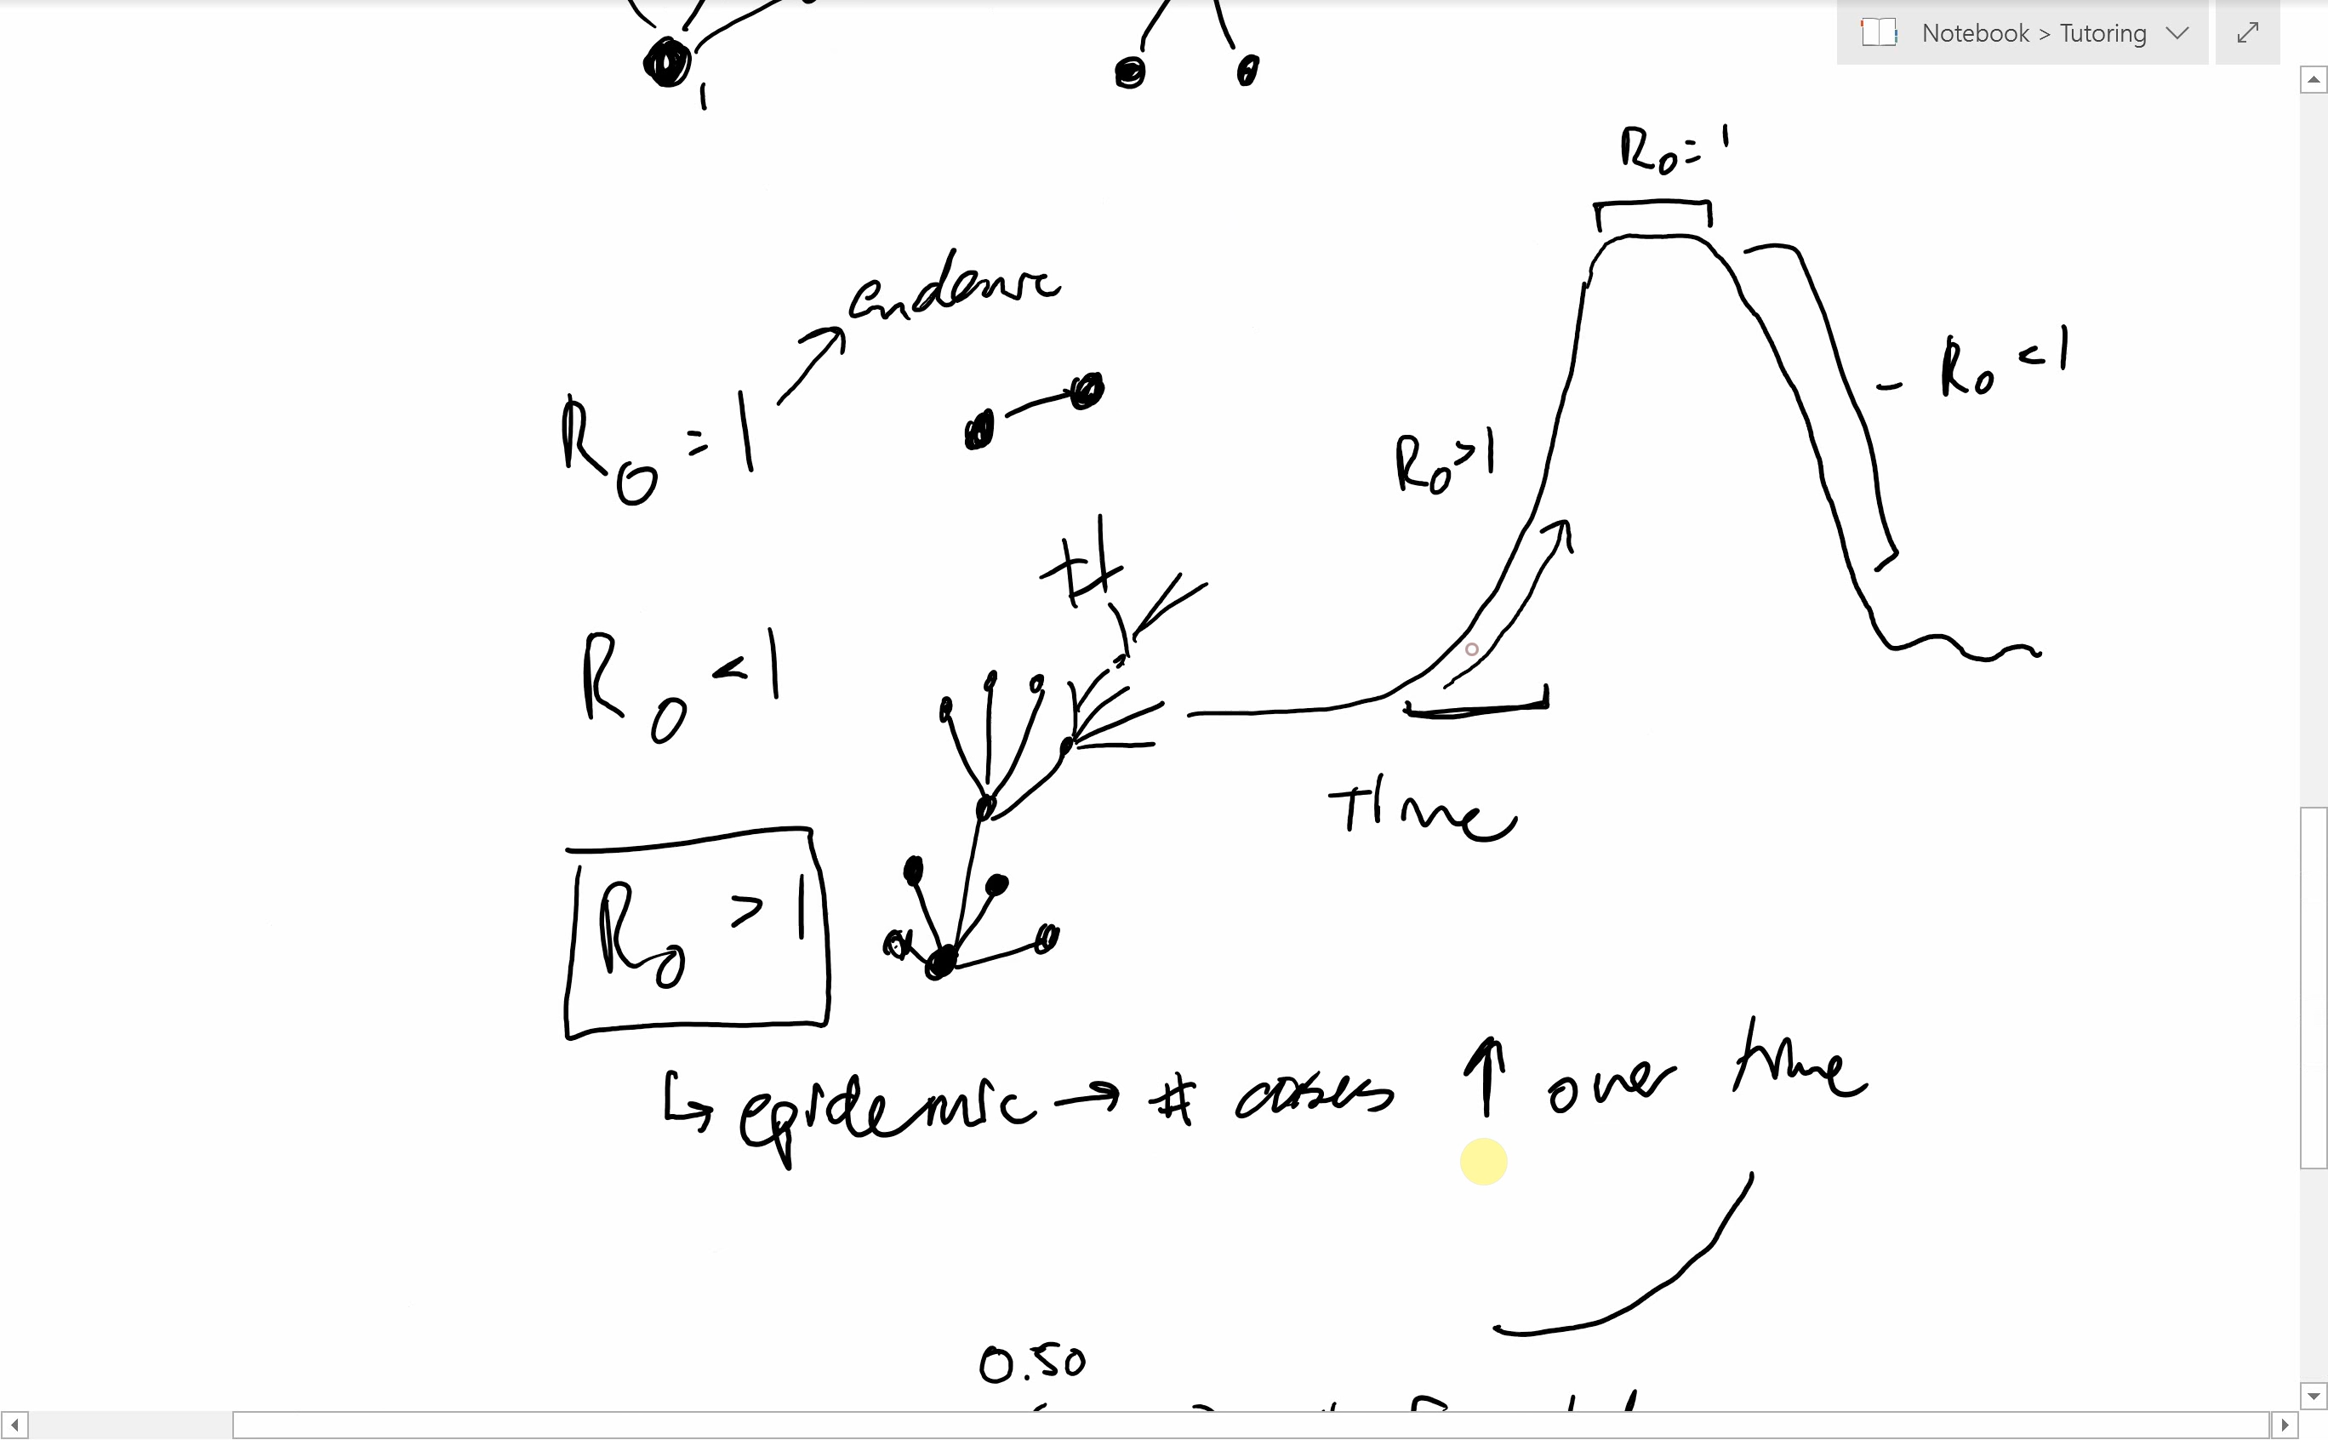 Notebook > Tutoring
1
R₀ = 1
endemic
R₀ = 1
R₀ < 1
R₀ > 1
#
R₀ < 1
Time
R₀ > 1
↳ epidemic → # cases ↑ over time
0.50